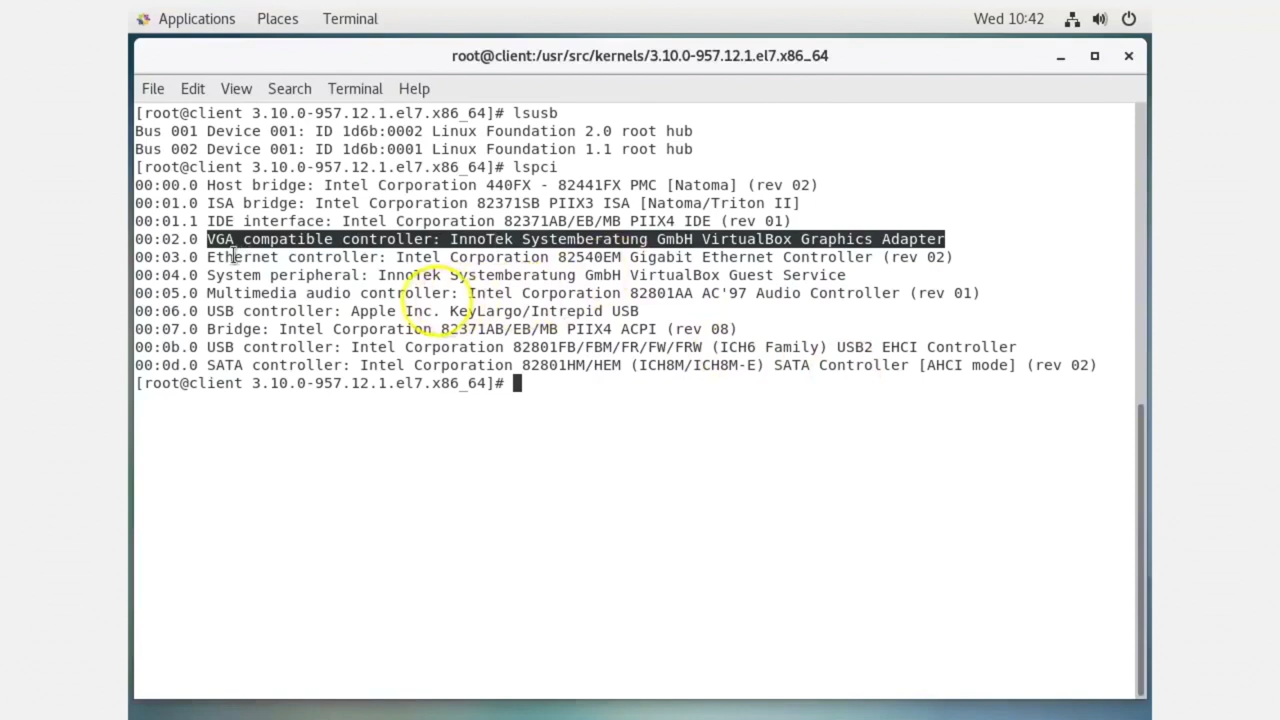 Applications Places Terminal Wed 10:42
root@client:/usr/src/kernels/3.10.0-957.12.1.el7.x86_64
File Edit View Search Terminal Help
[root@client 3.10.0-957.12.1.el7.x86_64]# lsusb
Bus 001 Device 001: ID 1d6b:0002 Linux Foundation 2.0 root hub
Bus 002 Device 001: ID 1d6b:0001 Linux Foundation 1.1 root hub
[root@client 3.10.0-957.12.1.el7.x86_64]# lspci
00:00.0 Host bridge: Intel Corporation 440FX - 82441FX PMC [Natoma] (rev 02)
00:01.0 ISA bridge: Intel Corporation 82371SB PIIX3 ISA [Natoma/Triton II]
00:01.1 IDE interface: Intel Corporation 82371AB/EB/MB PIIX4 IDE (rev 01)
00:02.0 VGA compatible controller: InnoTek Systemberatung GmbH VirtualBox Graphics Adapter
00:03.0 Ethernet controller: Intel Corporation 82540EM Gigabit Ethernet Controller (rev 02)
00:04.0 System peripheral: InnoTek Systemberatung GmbH VirtualBox Guest Service
00:05.0 Multimedia audio controller: Intel Corporation 82801AA AC'97 Audio Controller (rev 01)
00:06.0 USB controller: Apple Inc. KeyLargo/Intrepid USB
00:07.0 Bridge: Intel Corporation 82371AB/EB/MB PIIX4 ACPI (rev 08)
00:0b.0 USB controller: Intel Corporation 82801FB/FBM/FR/FW/FRW (ICH6 Family) USB2 EHCI Controller
00:0d.0 SATA controller: Intel Corporation 82801HM/HEM (ICH8M/ICH8M-E) SATA Controller [AHCI mode] (rev 02)
[root@client 3.10.0-957.12.1.el7.x86_64]#